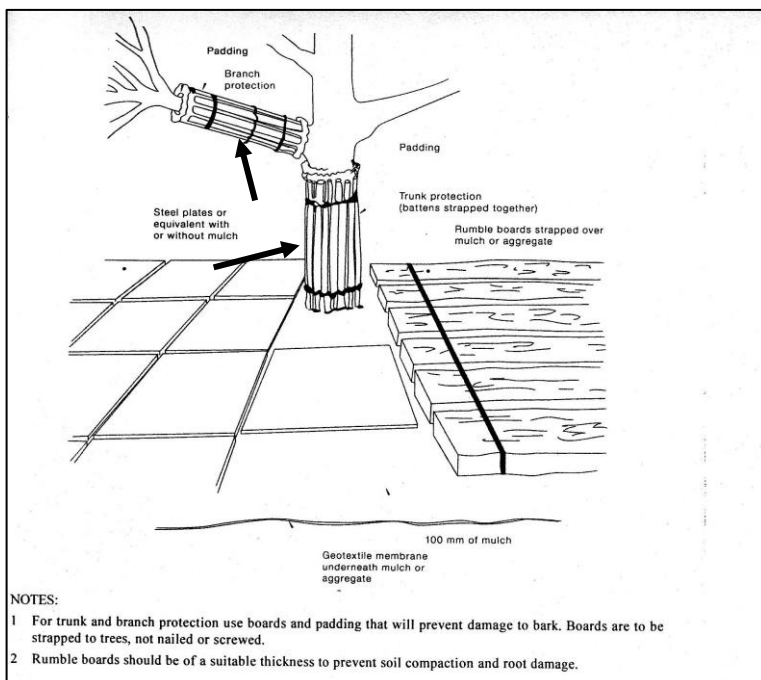 Padding
Branch
protection
Padding
Trunk protection
(battens strapped together)
Steel plates or
equivalent with
or without mulch
Rumble boards strapped over
mulch or aggregate
100 mm of mulch
Geotextile membrane
underneath mulch or
aggregate
NOTES:
1 For trunk and branch protection use boards and padding that will prevent damage to bark. Boards are to be
strapped to trees, not nailed or screwed.
2 Rumble boards should be of a suitable thickness to prevent soil compaction and root damage.